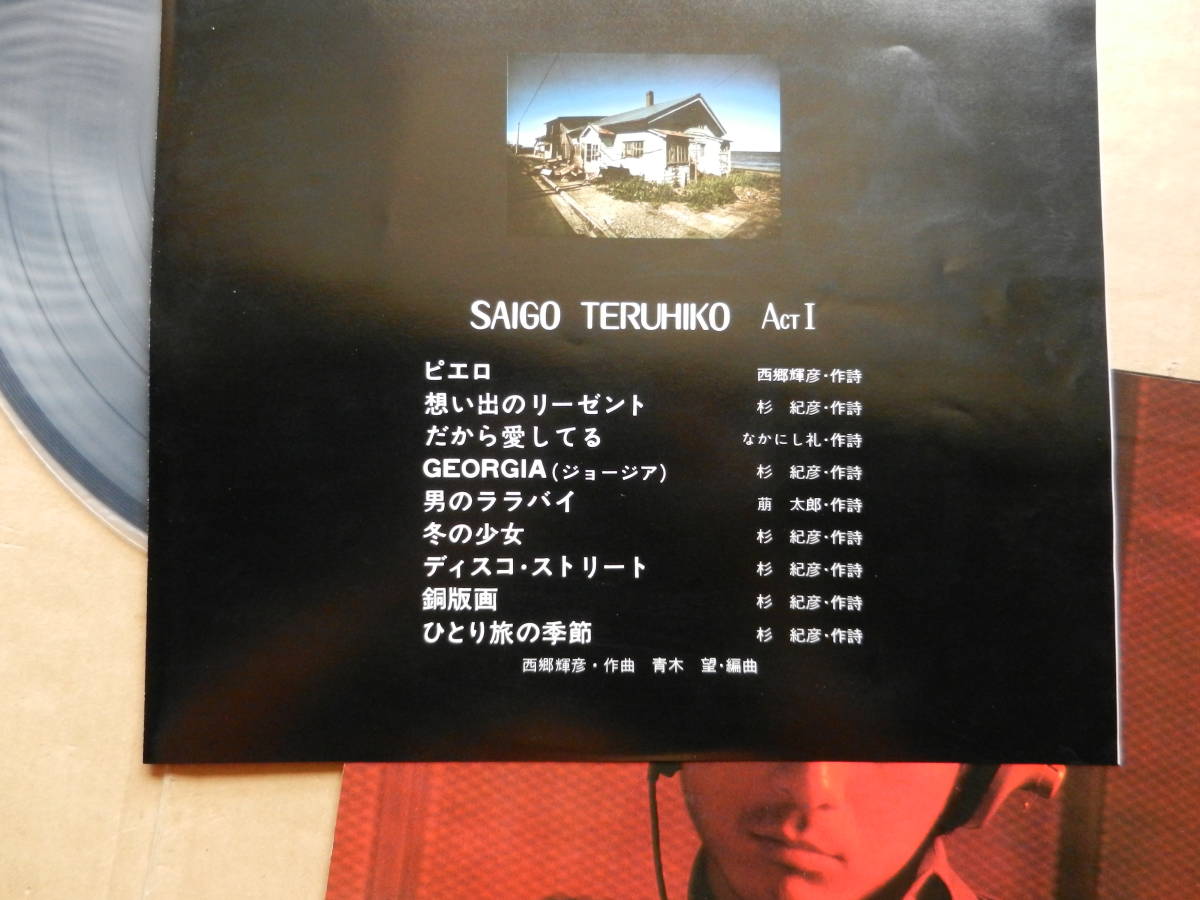 SAIGO TERUHIKO ACT I
ピエロ 西郷輝彦・作詩
想い出のリーゼント 杉 紀彦・作詩
だから愛してる なかにし礼・作詩
GEORGIA(ジョージア) 杉 紀彦・作詩
男のララバイ 萠 太郎・作詩
冬の少女 杉 紀彦・作詩
ディスコ・ストリート 杉 紀彦・作詩
銅版画 杉 紀彦・作詩
ひとり旅の季節 杉 紀彦・作詩
西郷輝彦・作曲 青木 望・編曲